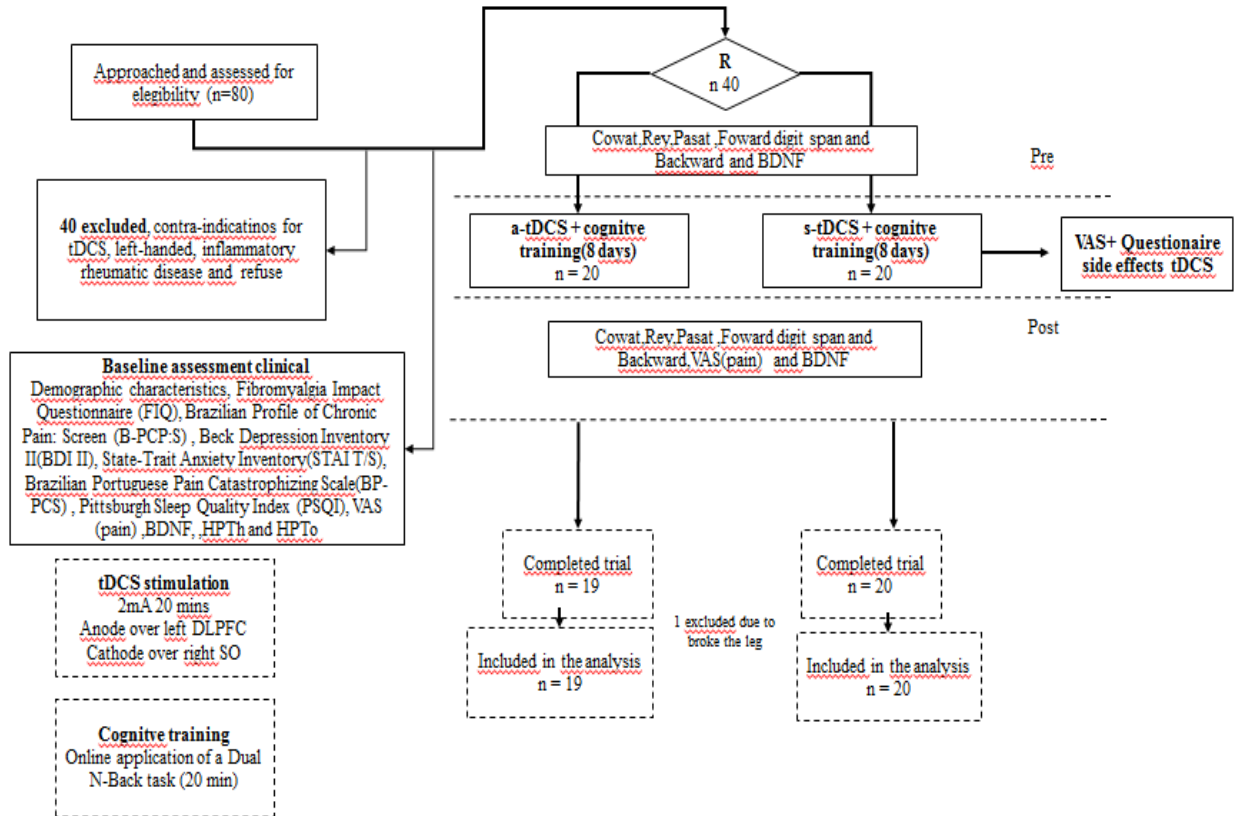 Approached and assessed for
elegibility (n=80)
R
n 40
Cowat,Rey,Pasat ,Foward digit span and
Backward and BDNF
Pre
40 excluded, contra-indicatinos for
tDCS, left-handed, inflammatory
rheumatic disease and refuse
a-tDCS + cognitve
training(8 days)
n = 20
s-tDCS + cognitve
training(8 days)
n = 20
VAS+ Questionaire
side effects tDCS
Post
Cowat,Rey,Pasat ,Foward digit span and
Backward,VAS(pain) and BDNF
Baseline assessment clinical
Demographic characteristics, Fibromyalgia Impact
Questionnaire (FIQ), Brazilian Profile of Chronic
Pain: Screen (B-PCP:S) , Beck Depression Inventory
II(BDI II), State-Trait Anxiety Inventory(STAI T/S),
Brazilian Portuguese Pain Catastrophizing Scale(BP-
PCS) , Pittsburgh Sleep Quality Index (PSQI), VAS
(pain) ,BDNF, ,HPTh and HPTo
tDCS stimulation
2mA 20 mins
Anode over left DLPFC
Cathode over right SO
Cognitve training
Online application of a Dual
N-Back task (20 min)
Completed trial
n = 19
Completed trial
n = 20
1 excluded due to
broke the leg
Included in the analysis
n = 19
Included in the analysis
n = 20